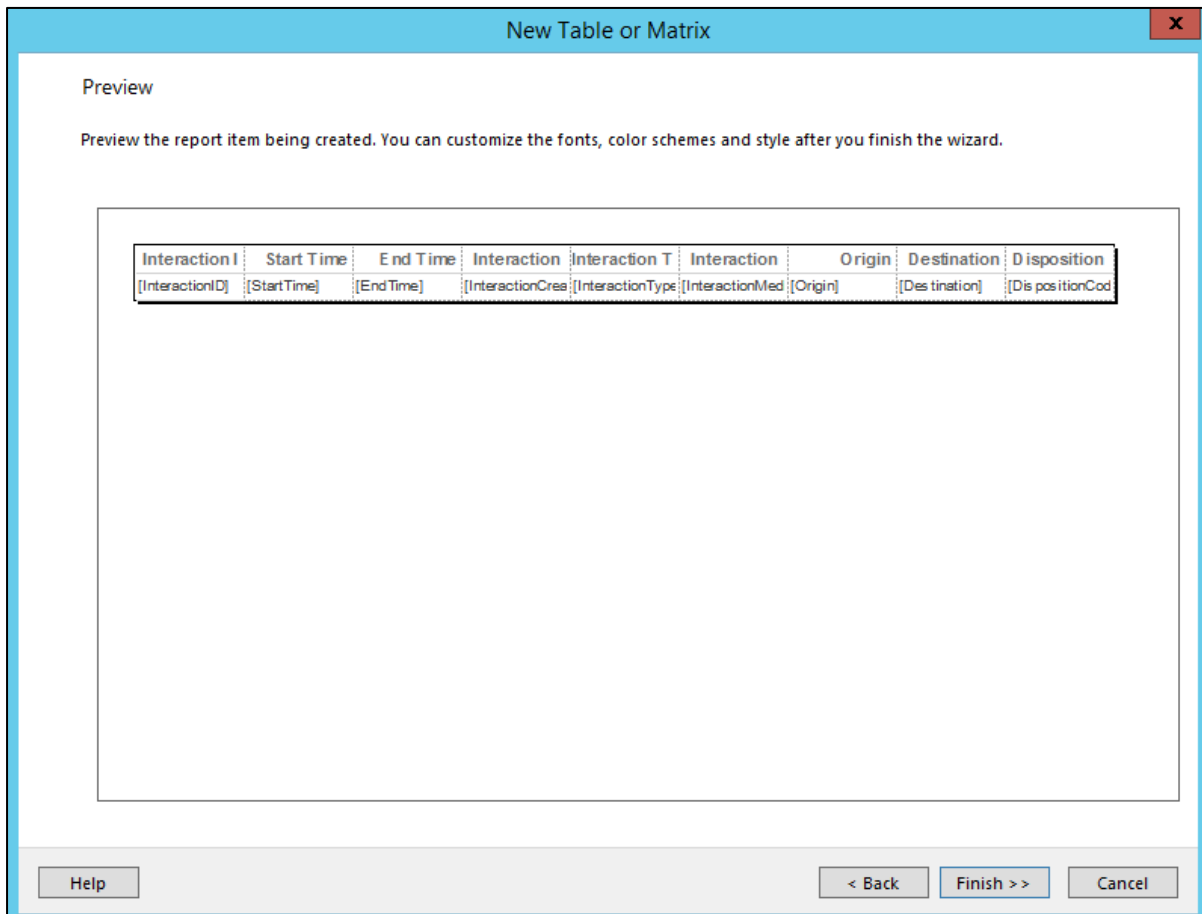 New Table or Matrix
x
Preview
Preview the report item being created. You can customize the fonts, color schemes and style after you finish the wizard.
Interaction I Start Time End Time Interaction Interaction T Interaction Origin Destination Disposition
[InteractionID] [StartTime] [EndTime] [InteractionCrea [InteractionType [InteractionMed [Origin] [Destination] [DispositionCod
Help < Back Finish >> Cancel